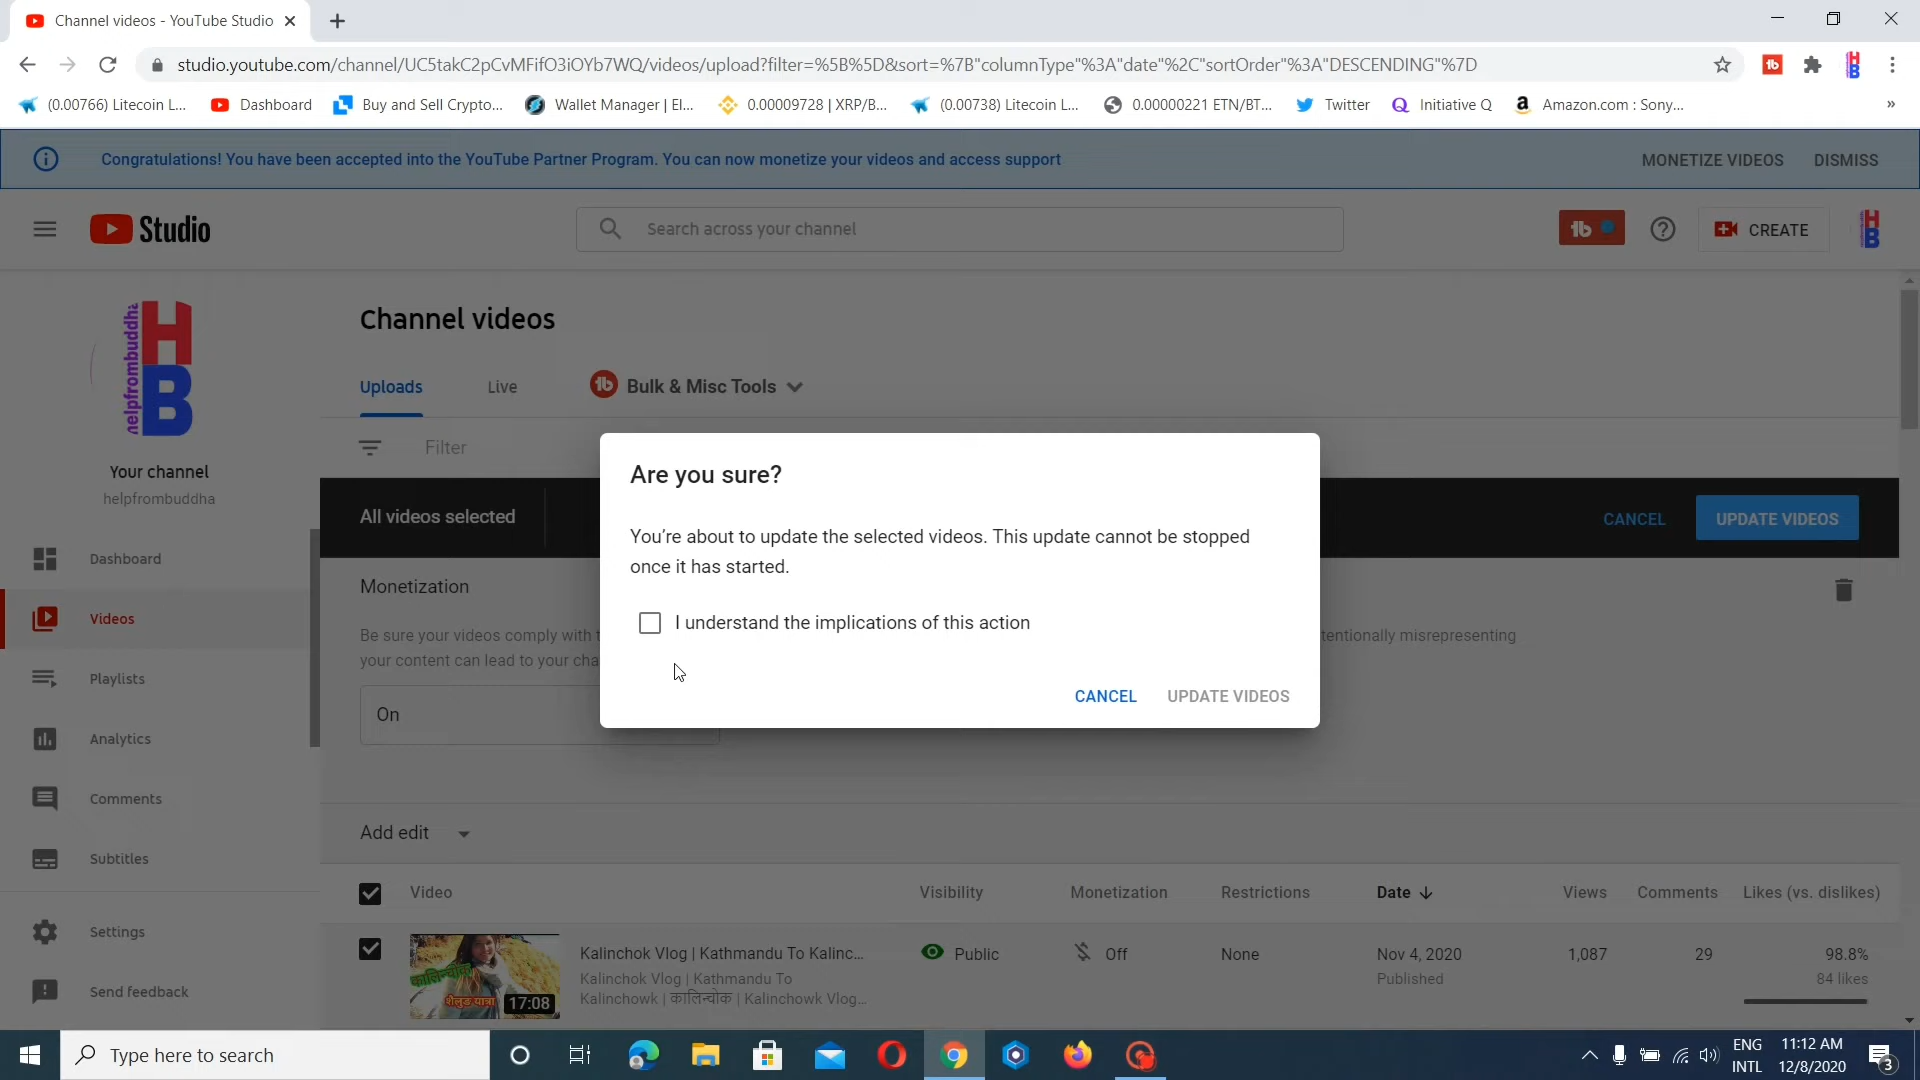 Channel videos - YouTube Studio
studio.youtube.com/channel/UC5takC2pCvMFifO3iOYb7WQ/videos/upload?filter=%5B%5D&sort=%7B"columnType"%3A"date"%2C"sortOrder"%3A"DESCENDING"%7D
(0.00766) Litecoin L... Dashboard Buy and Sell Crypto... Wallet Manager | El... 0.00009728 | XRP/B... (0.00738) Litecoin L... 0.00000221 ETN/BT... Twitter Initiative Q Amazon.com : Sony... »
Congratulations! You have been accepted into the YouTube Partner Program. You can now monetize your videos and access support MONETIZE VIDEOS DISMISS
Studio Search across your channel CREATE
helpfrombuddha HB
Your channel
helpfrombuddha
Dashboard
Videos
Playlists
Analytics
Comments
Subtitles
Settings
Send feedback
Channel videos
Uploads Live Bulk & Misc Tools
Filter
All videos selected CANCEL UPDATE VIDEOS
Monetization
Be sure your videos comply with tentionally misrepresenting
your content can lead to your cha
On
Are you sure?
You're about to update the selected videos. This update cannot be stopped
once it has started.
I understand the implications of this action
CANCEL UPDATE VIDEOS
Add edit
Video Visibility Monetization Restrictions Date Views Comments Likes (vs. dislikes)
कालिन्चोक
शैलुङ यात्रा
17:08
Kalinchok Vlog | Kathmandu To Kalinc... Public Off None Nov 4, 2020 1,087 29 98.8%
Kalinchok Vlog | Kathmandu To Published 84 likes
Kalinchowk | कालिन्चोक | Kalinchowk Vlog...
Type here to search
ENG 11:12 AM
INTL 12/8/2020 3